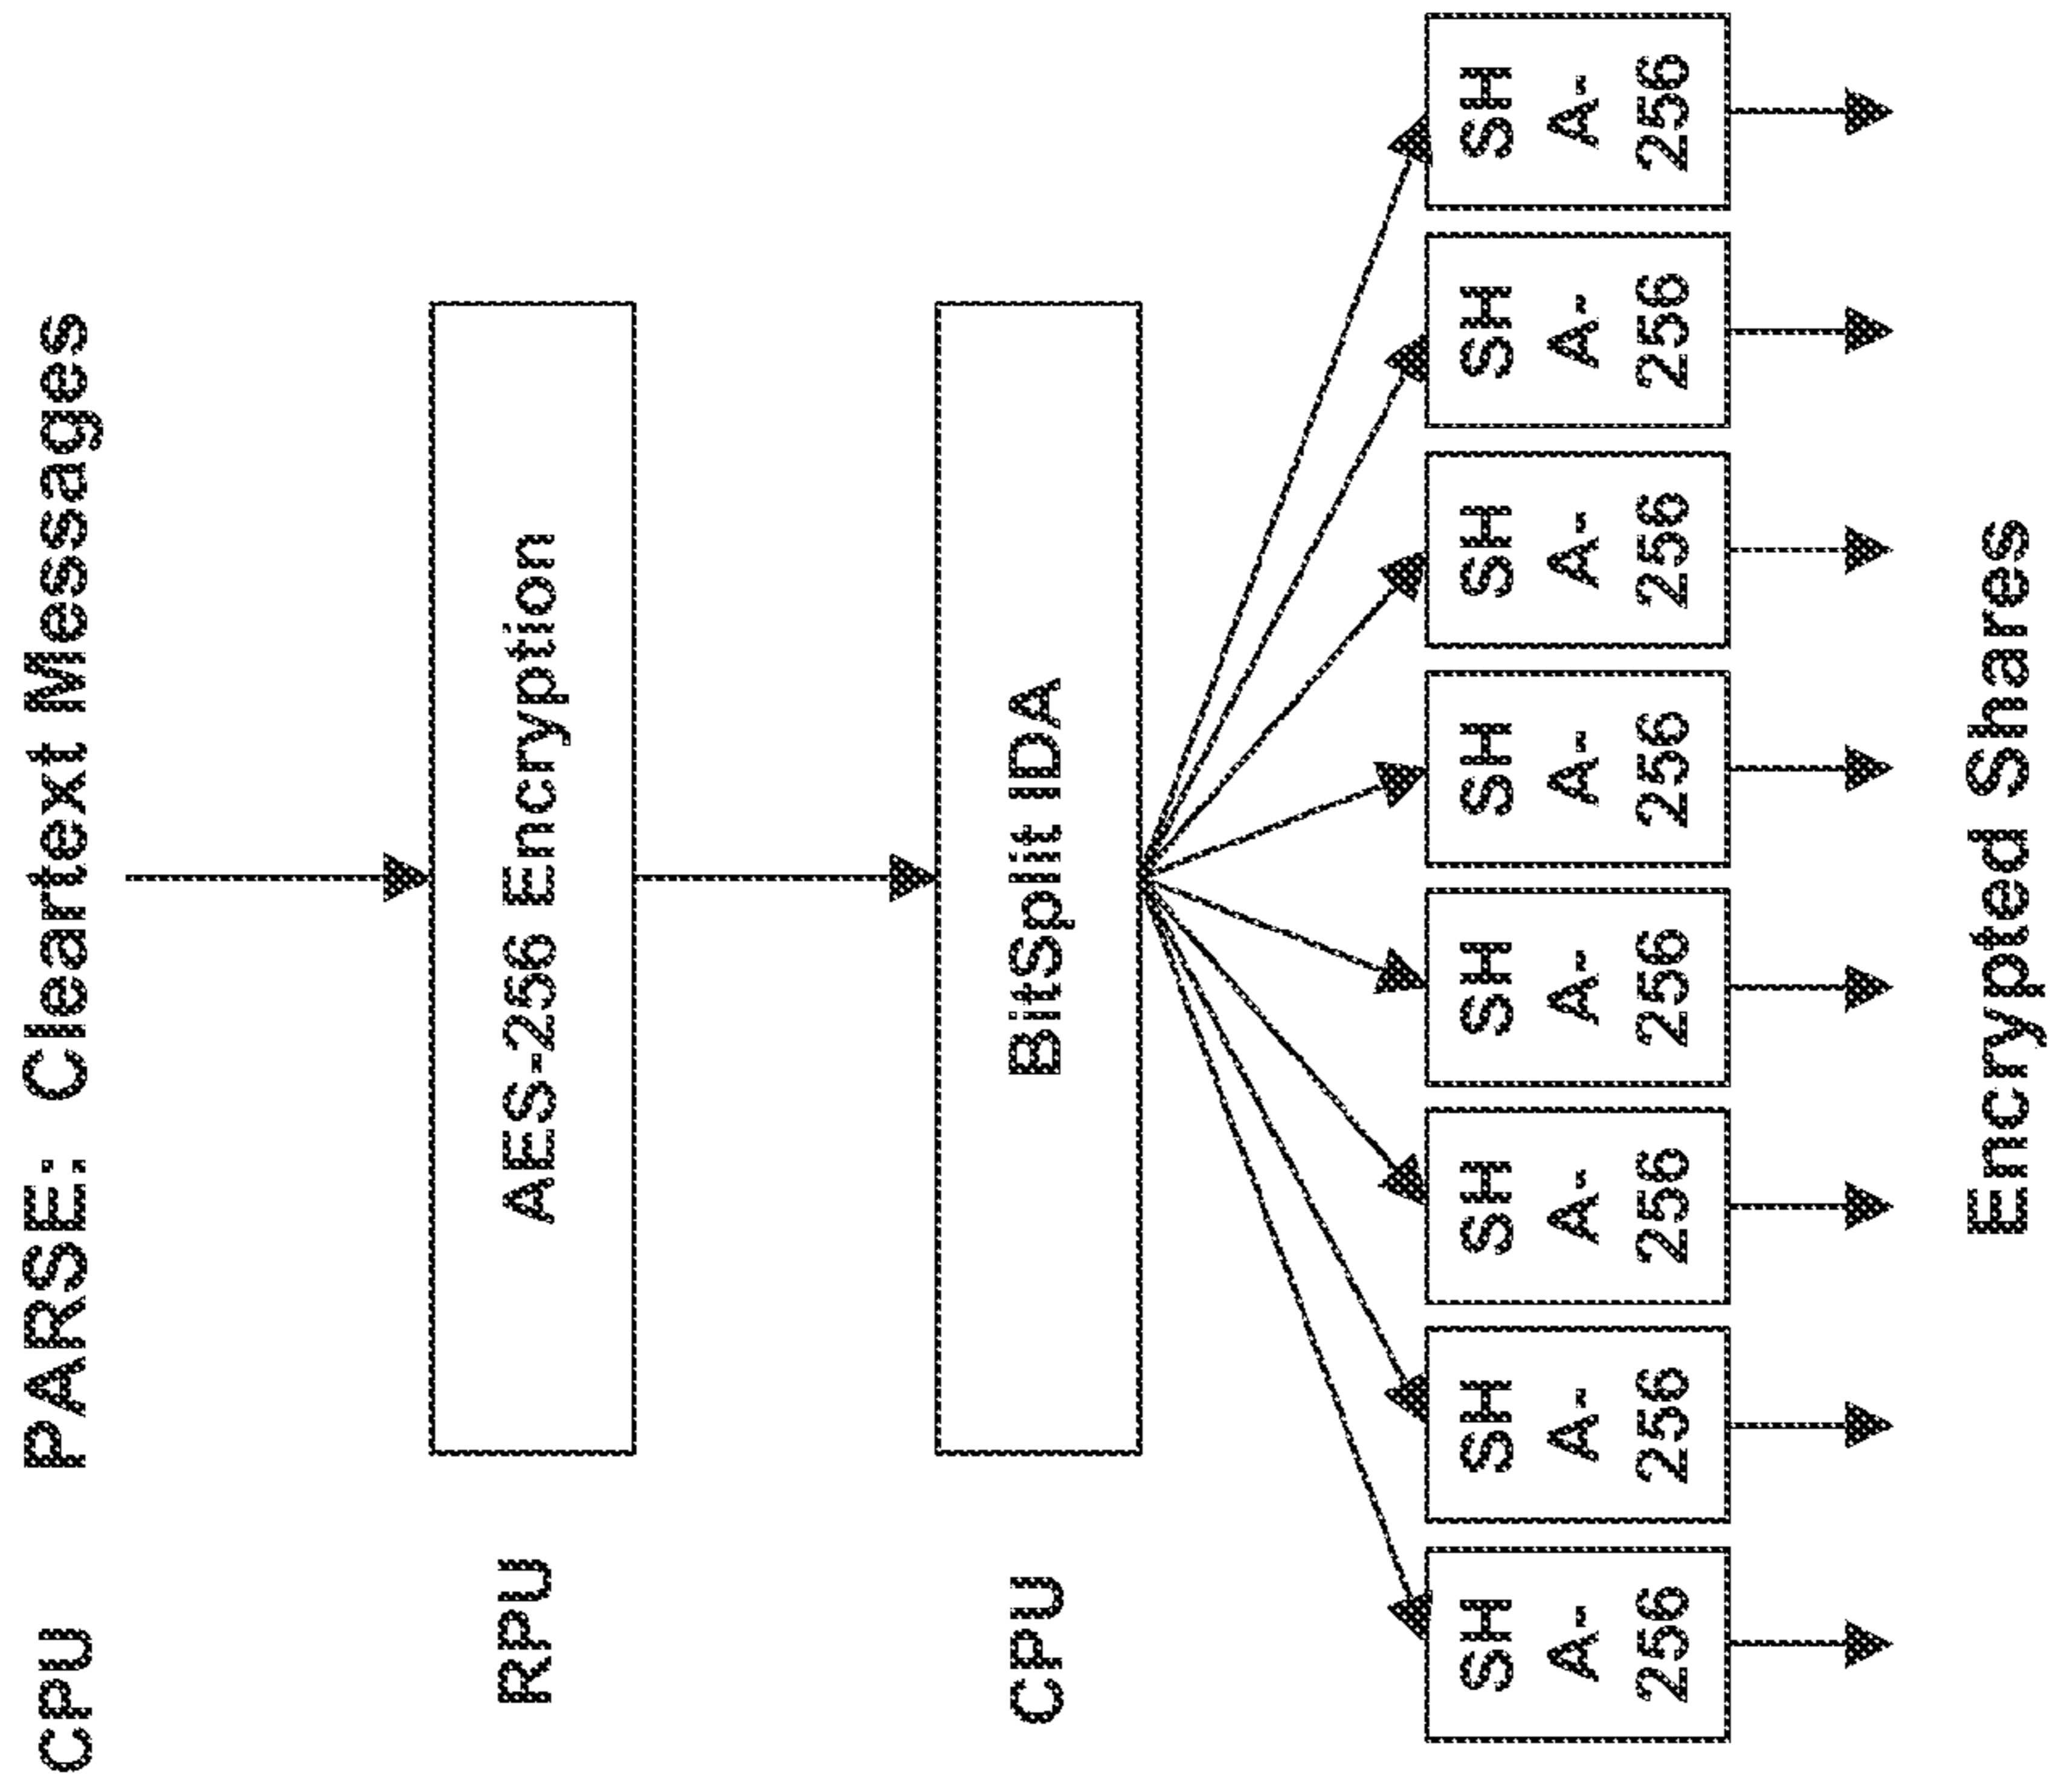 CPU PARSE: Cleartext Messages
RPU AES-256 Encryption
CPU BitSplit IDA
SH
A-
256
SH
A-
256
SH
A-
256
SH
A-
256
SH
A-
256
SH
A-
256
SH
A-
256
SH
A-
256
Encrypted Shares